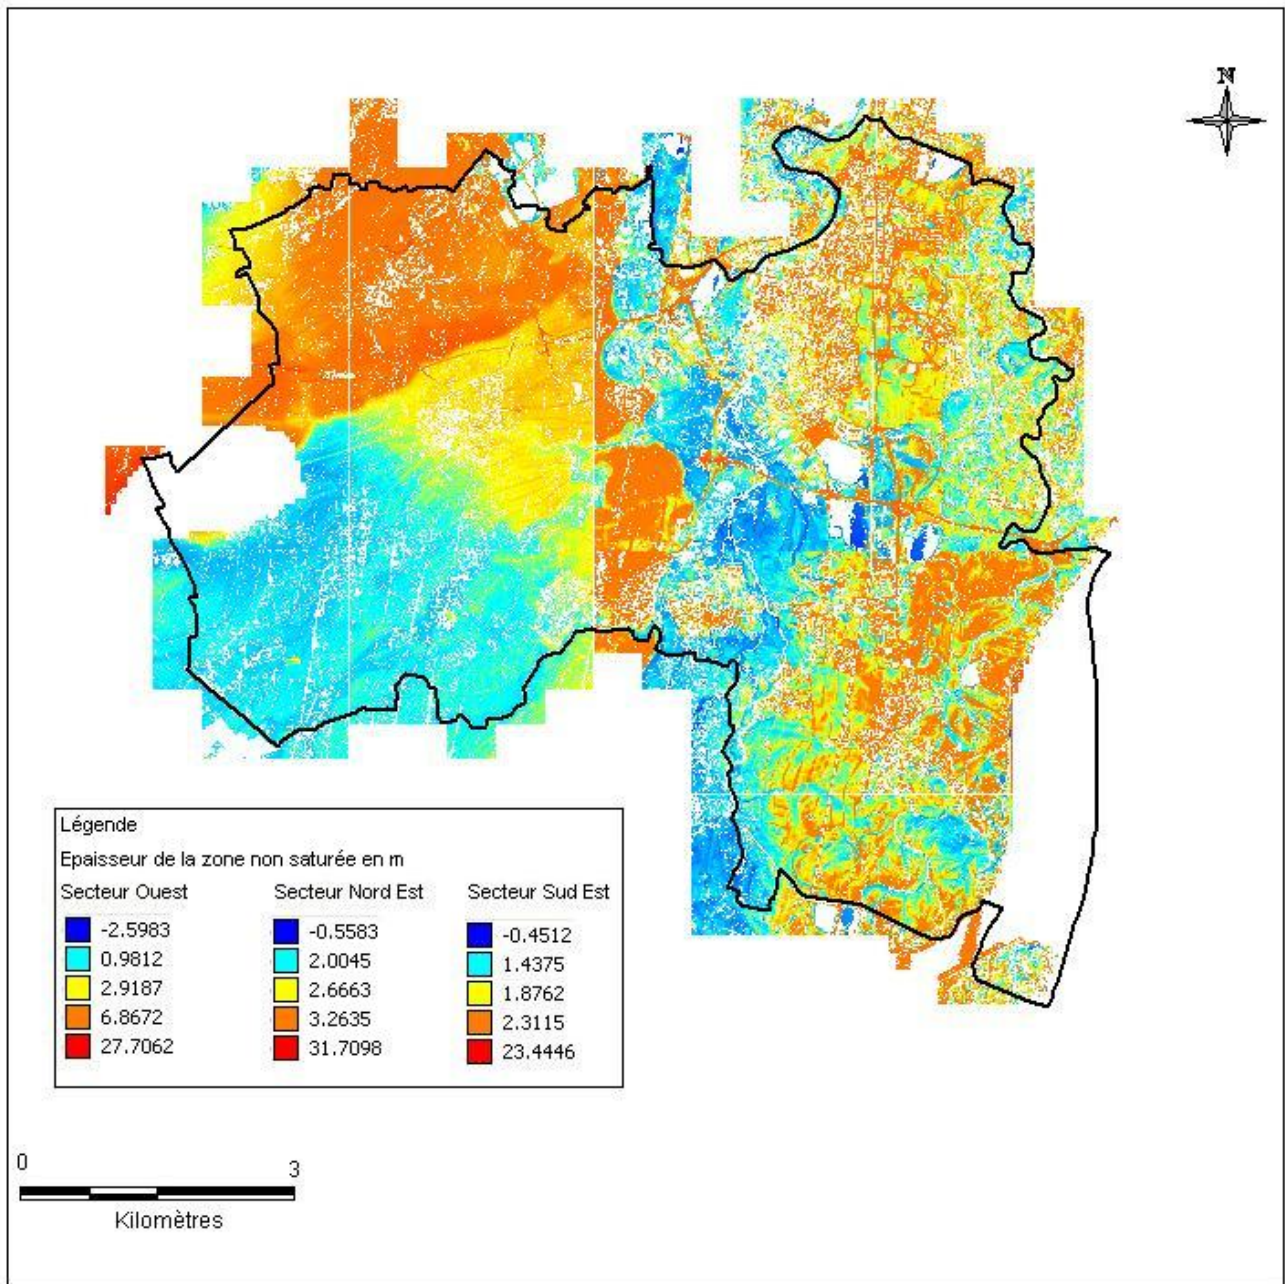 N
Légende
Epaisseur de la zone non saturée en m
Secteur Ouest Secteur Nord Est Secteur Sud Est
-2.5983 -0.5583 -0.4512
0.9812 2.0045 1.4375
2.9187 2.6663 1.8762
6.8672 3.2635 2.3115
27.7062 31.7098 23.4446
0 3
Kilomètres